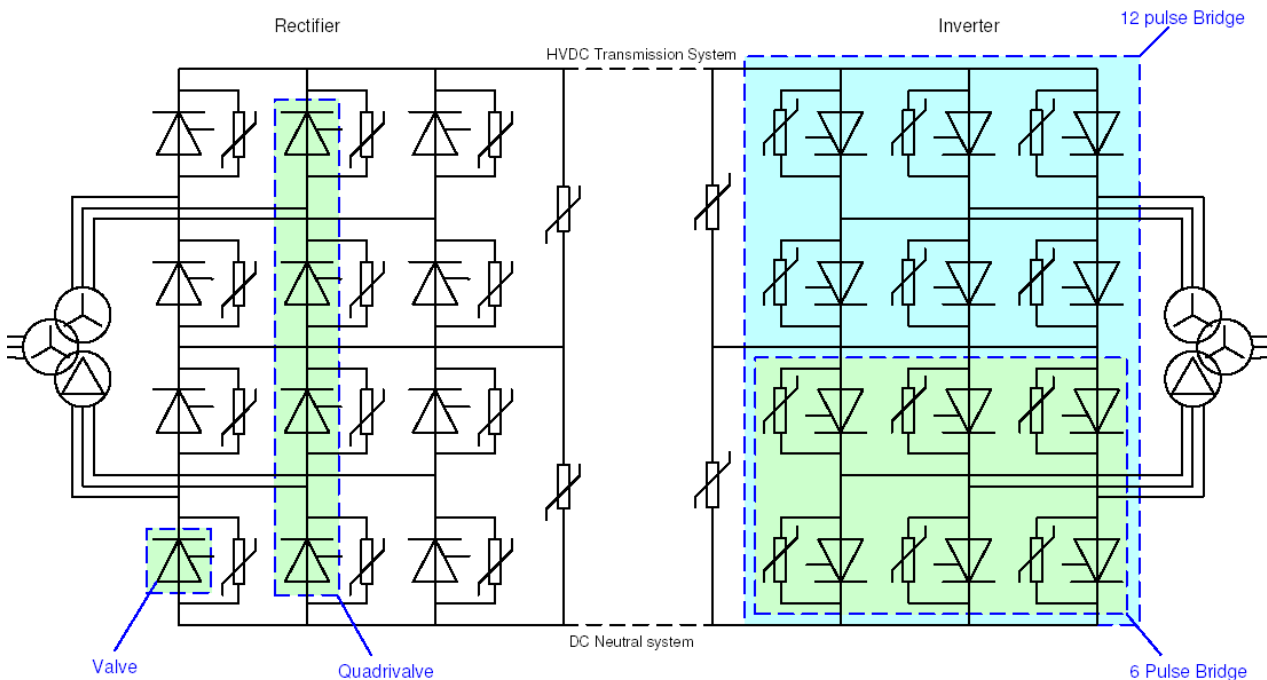 12 pulse Bridge
Rectifier
Inverter
HVDC Transmission System
DC Neutral system
Valve
Quadrivalve
6 Pulse Bridge